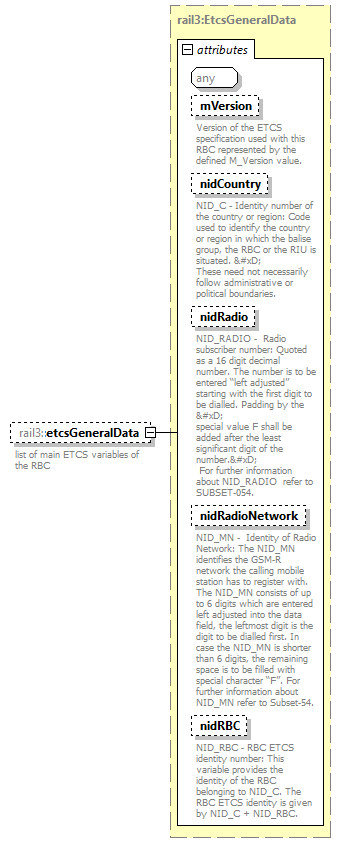 rail3:EtcsGeneralData
attributes
any
mVersion
Version of the ETCS
specification used with this
RBC represented by the
defined M_Version value.
nidCountry
NID_C - Identity number of
the country or region: Code
used to identify the country
or region in which the balise
group, the RBC or the RIU is
situated. &#xD;
These need not necessarily
follow administrative or
political boundaries.
nidRadio
NID_RADIO -  Radio
subscriber number: Quoted
as a 16 digit decimal
number. The number is to be
entered “left adjusted”
starting with the first digit to
be dialled. Padding by the
&#xD;
special value F shall be
added after the least
significant digit of the
number.&#xD;
For further information
about NID_RADIO  refer to
SUBSET-054.
rail3::etcsGeneralData
list of main ETCS variables of
the RBC
nidRadioNetwork
NID_MN -  Identity of Radio
Network: The NID_MN
identifies the GSM-R
network the calling mobile
station has to register with.
The NID_MN consists of up
to 6 digits which are entered
left adjusted into the data
field, the leftmost digit is the
digit to be dialled first. In
case the NID_MN is shorter
than 6 digits, the remaining
space is to be filled with
special character “F”. For
further information about
NID_MN refer to Subset-54.
nidRBC
NID_RBC - RBC ETCS
identity number: This
variable provides the
identity of the RBC
belonging to NID_C. The
RBC ETCS identity is given
by NID_C + NID_RBC.